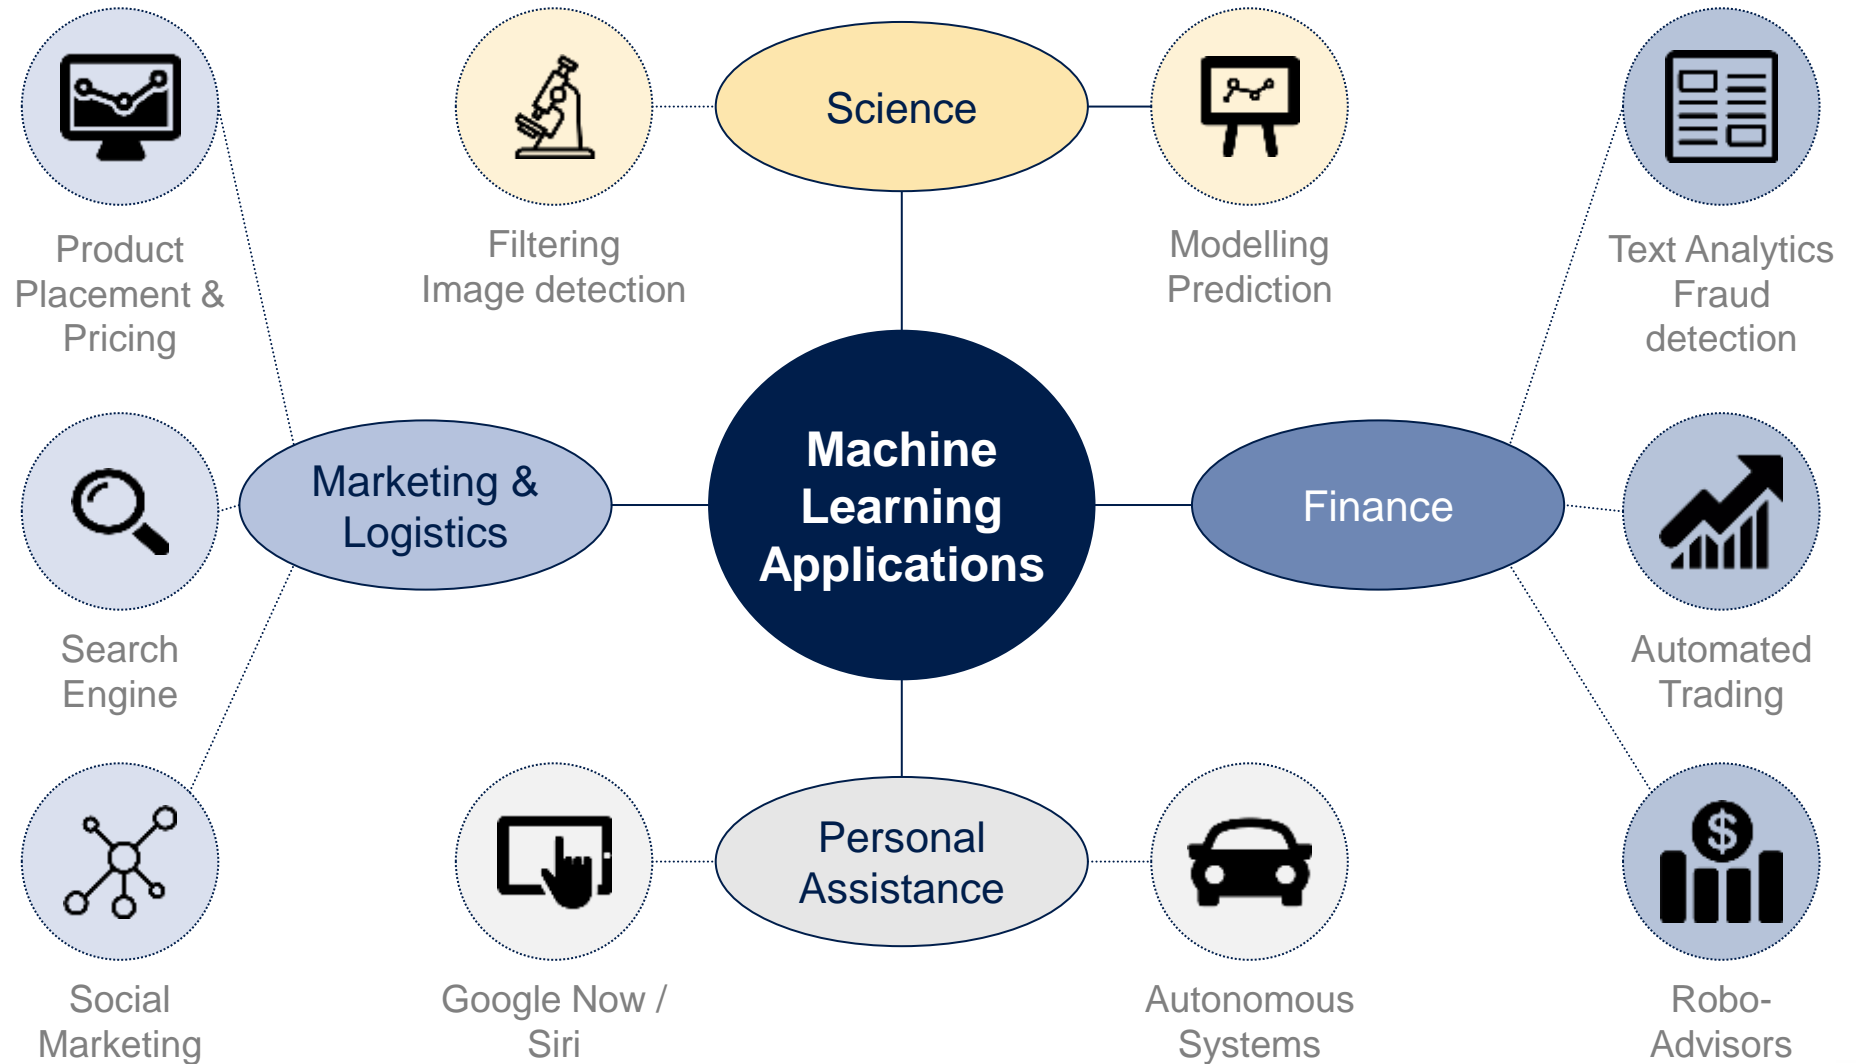 Science
Filtering
Image detection
Modelling
Prediction
Product
Placement &
Pricing
Text Analytics
Fraud
detection
Machine
Learning
Applications
Marketing &
Logistics
Finance
Search
Engine
Automated
Trading
Personal
Assistance
$
Social
Marketing
Google Now /
Siri
Autonomous
Systems
Robo-
Advisors